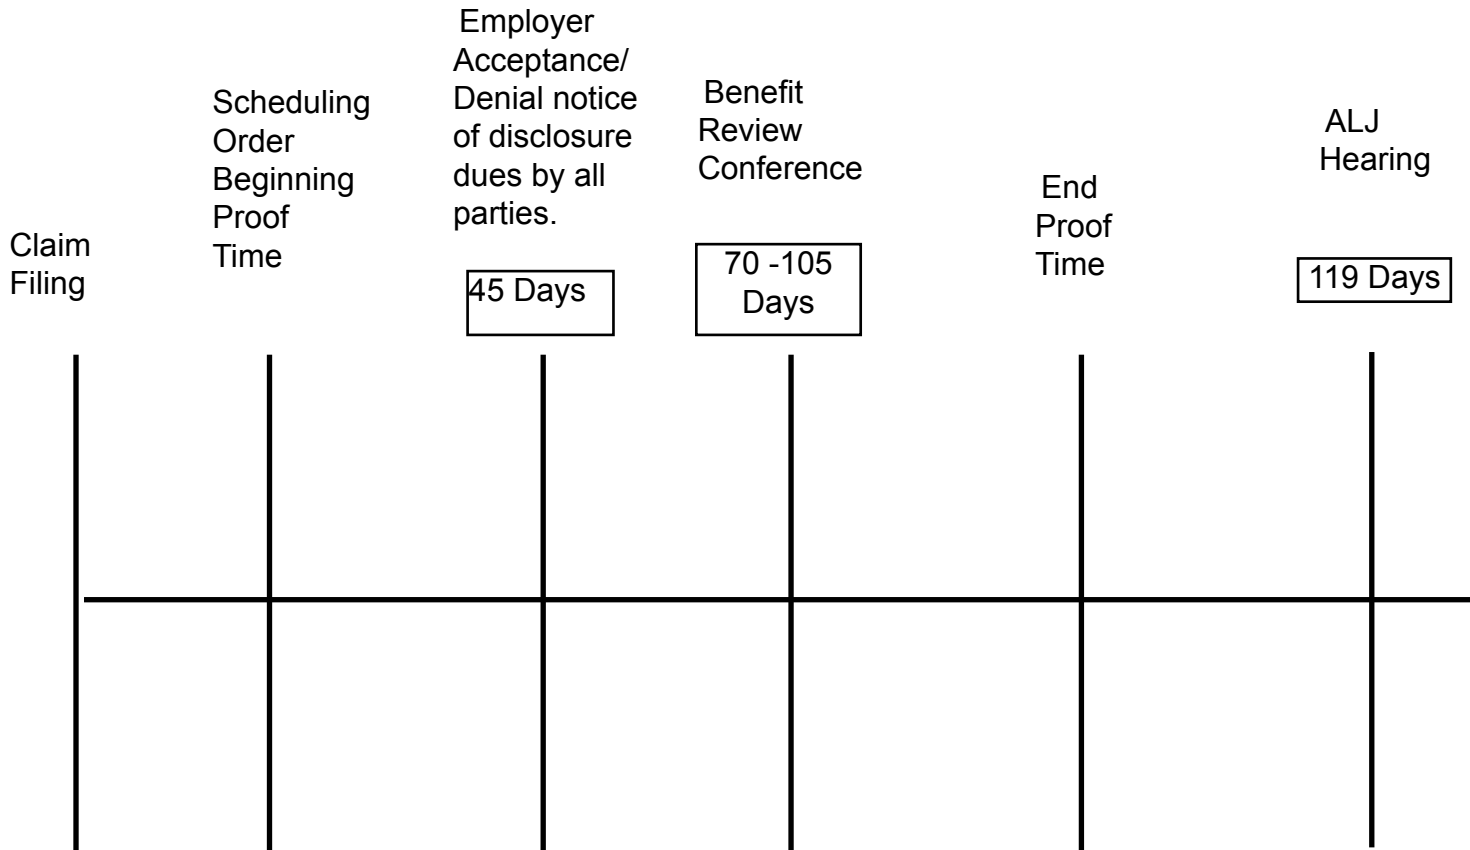 Claim
Filing
Scheduling
Order
Beginning
Proof
Time
Employer
Acceptance/
Denial notice
of disclosure
dues by all
parties.
45 Days
Benefit
Review
Conference
70 -105
Days
End
Proof
Time
ALJ
Hearing
119 Days